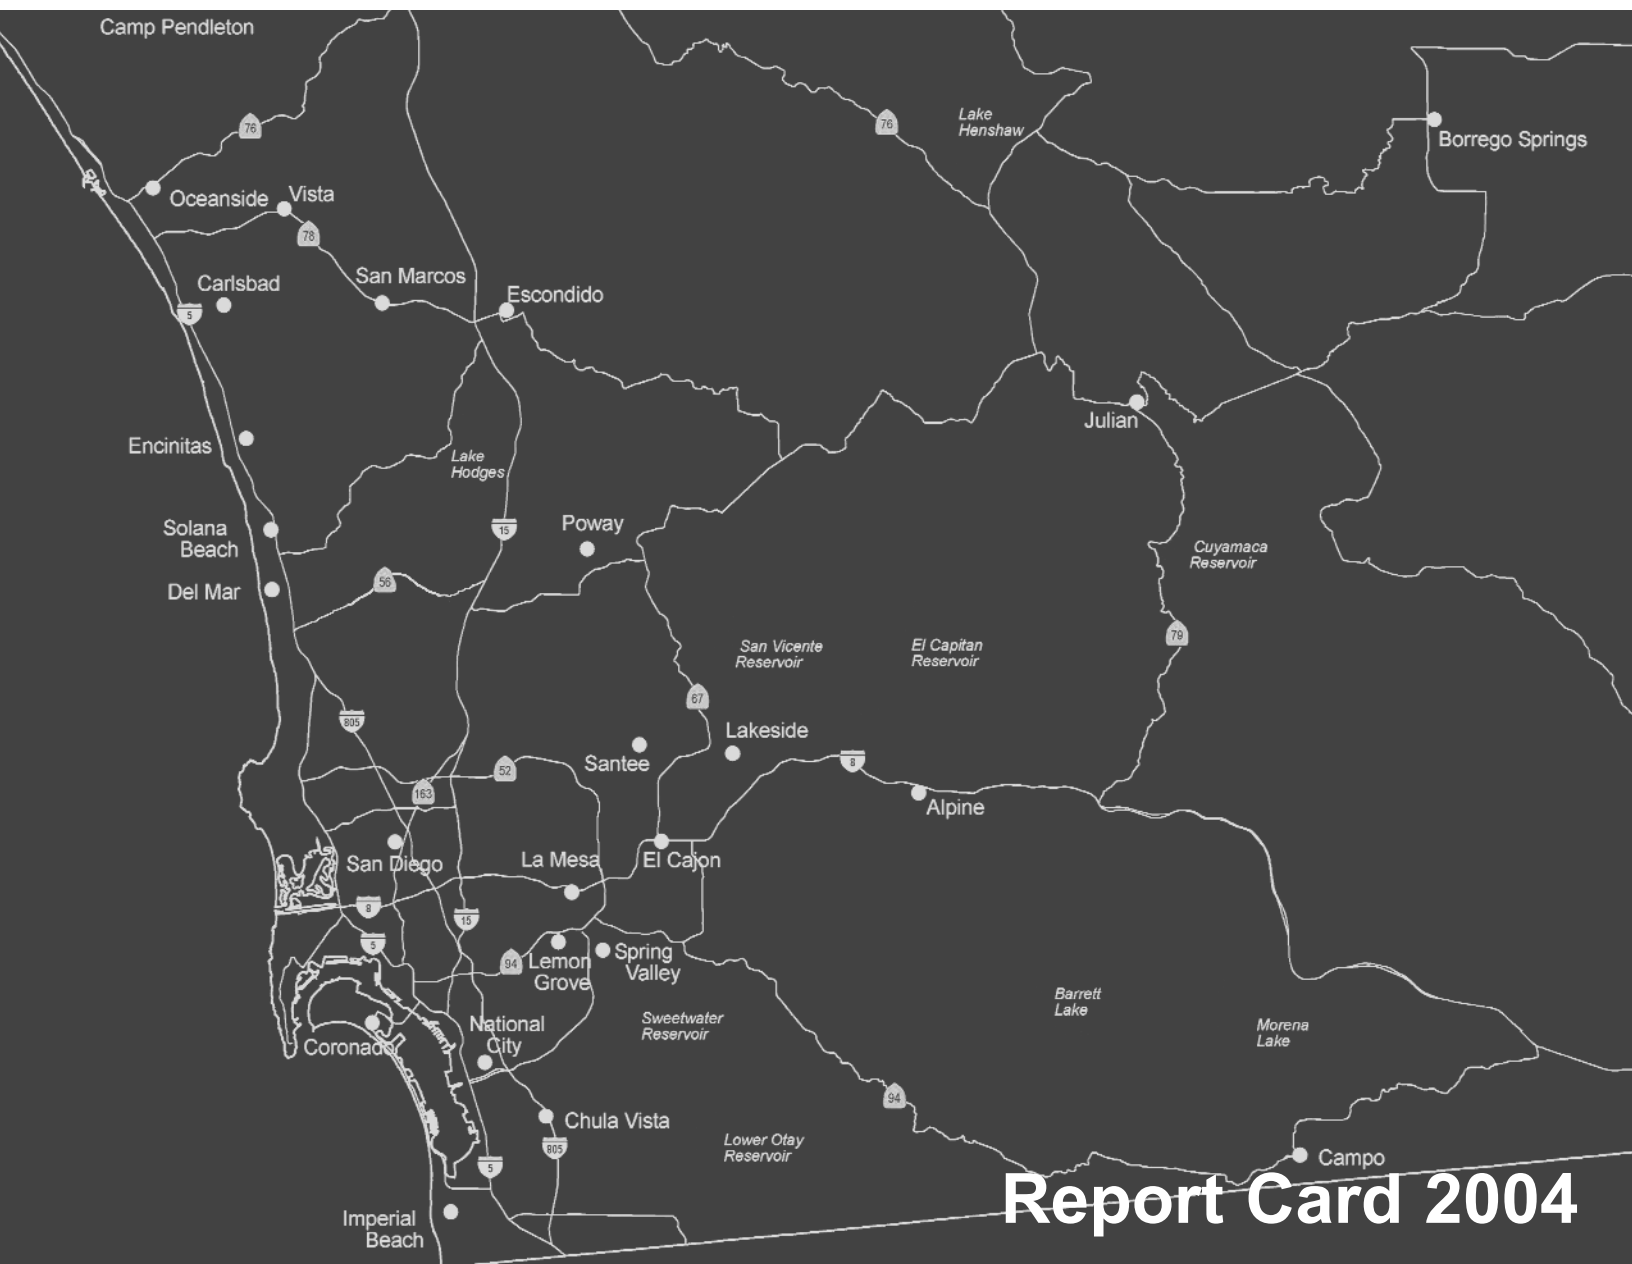 Camp Pendleton
76
76
Lake
Henshaw
Borrego Springs
Oceanside
Vista
78
Carlsbad
San Marcos
Escondido
5
Julian
Encinitas
Lake
Hodges
Solana
Beach
15
Poway
Cuyamaca
Reservoir
Del Mar
56
San Vicente
Reservoir
El Capitan
Reservoir
79
67
805
Lakeside
Santee
52
8
163
Alpine
San Diego
La Mesa
El Cajon
8
15
5
94
Lemon
Grove
Spring
Valley
Barrett
Lake
Sweetwater
Reservoir
Morena
Lake
National
City
Coronado
94
Chula Vista
805
Lower Otay
Reservoir
5
Campo
Report Card 2004
Imperial
Beach